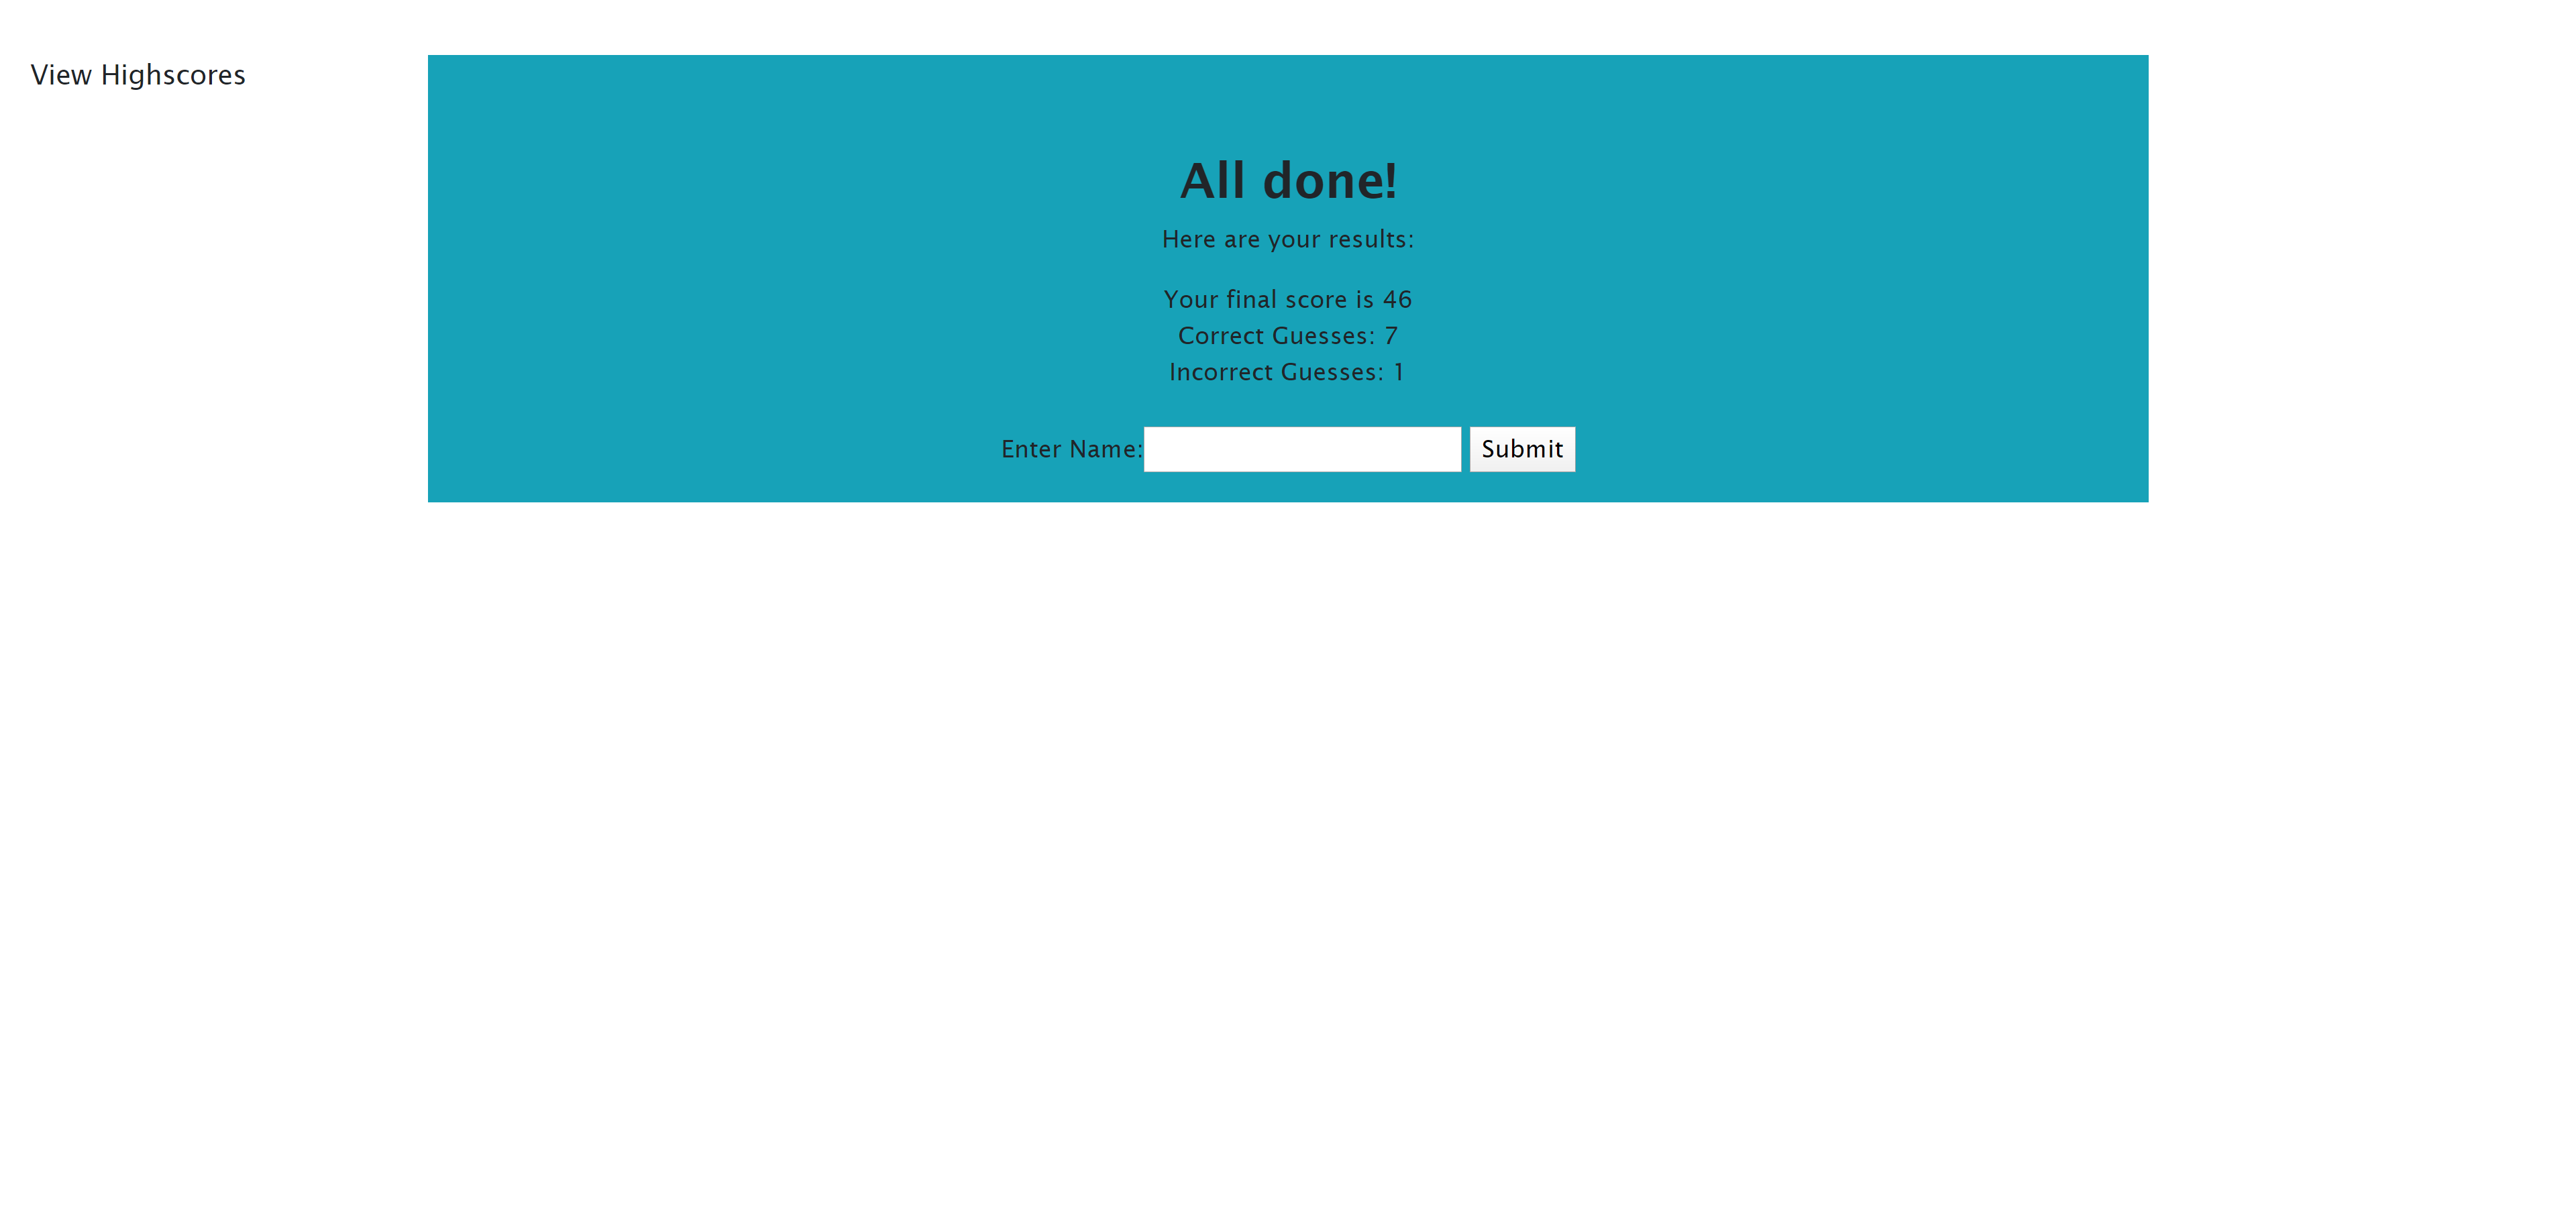 View Highscores
All done!
Here are your results:
Your final score is 46
Correct Guesses: 7
Incorrect Guesses: 1
Enter Name: Submit